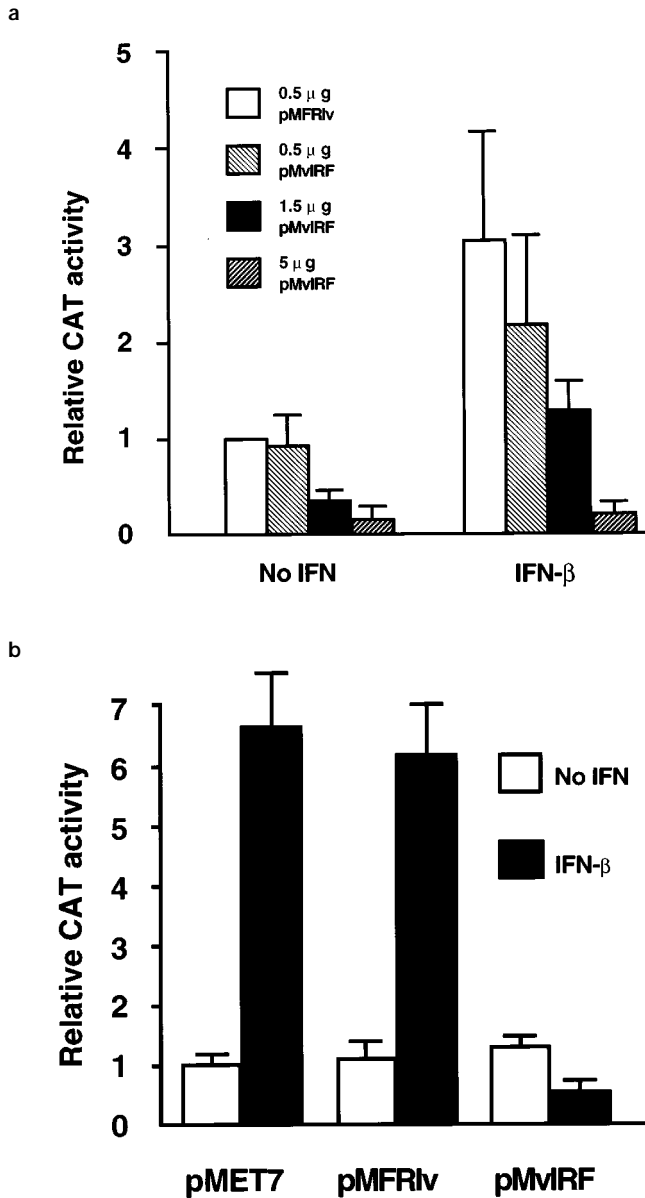 a
Relative CAT activity
5
4
3
2
1
0
0.5 μ g
pMFRIv
0.5 μ g
pMvIRF
1.5 μ g
pMvIRF
5 μ g
pMvIRF
No IFN
IFN-β
b
Relative CAT activity
7
6
5
4
3
2
1
0
No IFN
IFN-β
pMET7
pMFRIv
pMvIRF